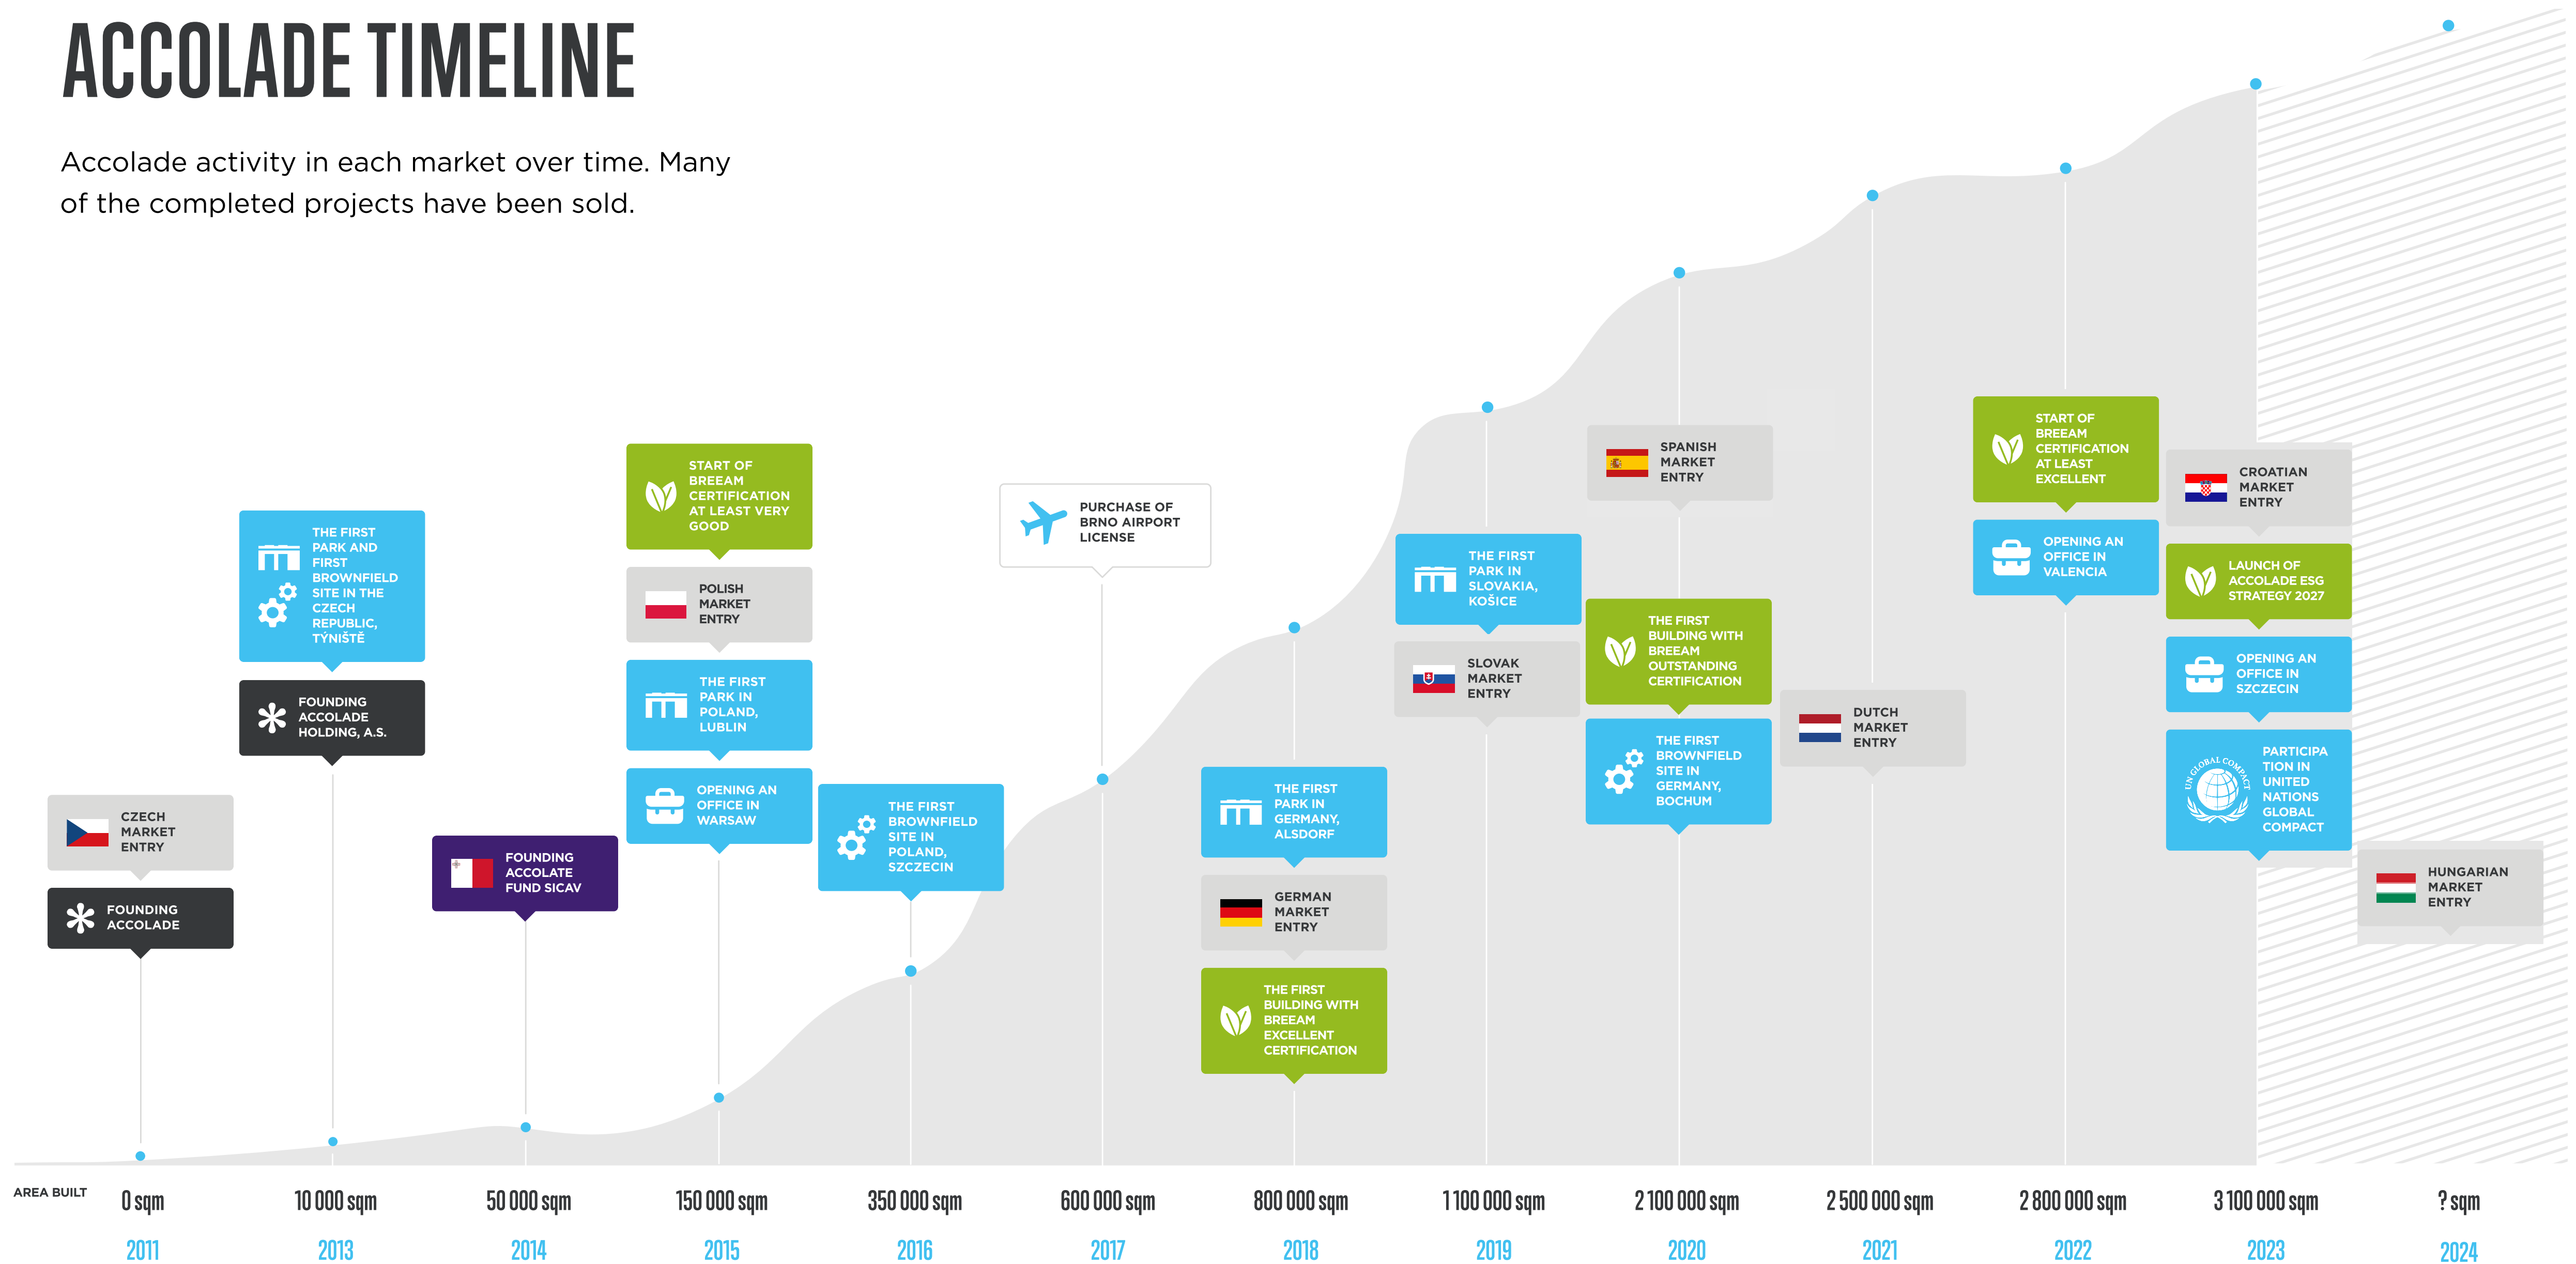 ACCOLADE TIMELINE
Accolade activity in each market over time. Many
of the completed projects have been sold.
CZECH
MARKET
ENTRY
FOUNDING
ACCOLADE
THE FIRST
PARK AND
FIRST
BROWNFIELD
SITE IN THE
CZECH
REPUBLIC,
TÝNIŠTĚ
FOUNDING
ACCOLADE
HOLDING, A.S.
FOUNDING
ACCOLATE
FUND SICAV
START OF
BREEAM
CERTIFICATION
AT LEAST VERY
GOOD
POLISH
MARKET
ENTRY
THE FIRST
PARK IN
POLAND,
LUBLIN
OPENING AN
OFFICE IN
WARSAW
THE FIRST
BROWNFIELD
SITE IN
POLAND,
SZCZECIN
PURCHASE OF
BRNO AIRPORT
LICENSE
THE FIRST
PARK IN
GERMANY,
ALSDORF
GERMAN
MARKET
ENTRY
THE FIRST
BUILDING WITH
BREEAM
EXCELLENT
CERTIFICATION
THE FIRST
PARK IN
SLOVAKIA,
KOŠICE
SLOVAK
MARKET
ENTRY
SPANISH
MARKET
ENTRY
THE FIRST
BUILDING WITH
BREEAM
OUTSTANDING
CERTIFICATION
THE FIRST
BROWNFIELD
SITE IN
GERMANY,
BOCHUM
DUTCH
MARKET
ENTRY
START OF
BREEAM
CERTIFICATION
AT LEAST
EXCELLENT
OPENING AN
OFFICE IN
VALENCIA
CROATIAN
MARKET
ENTRY
LAUNCH OF
ACCOLADE ESG
STRATEGY 2027
OPENING AN
OFFICE IN
SZCZECIN
UN GLOBAL COMPACT
PARTICIPA
TION IN
UNITED
NATIONS
GLOBAL
COMPACT
HUNGARIAN
MARKET
ENTRY
AREA BUILT 0 sqm 10 000 sqm 50 000 sqm 150 000 sqm 350 000 sqm 600 000 sqm 800 000 sqm 1 100 000 sqm 2 100 000 sqm 2 500 000 sqm 2 800 000 sqm 3 100 000 sqm ? sqm
2011 2013 2014 2015 2016 2017 2018 2019 2020 2021 2022 2023 2024